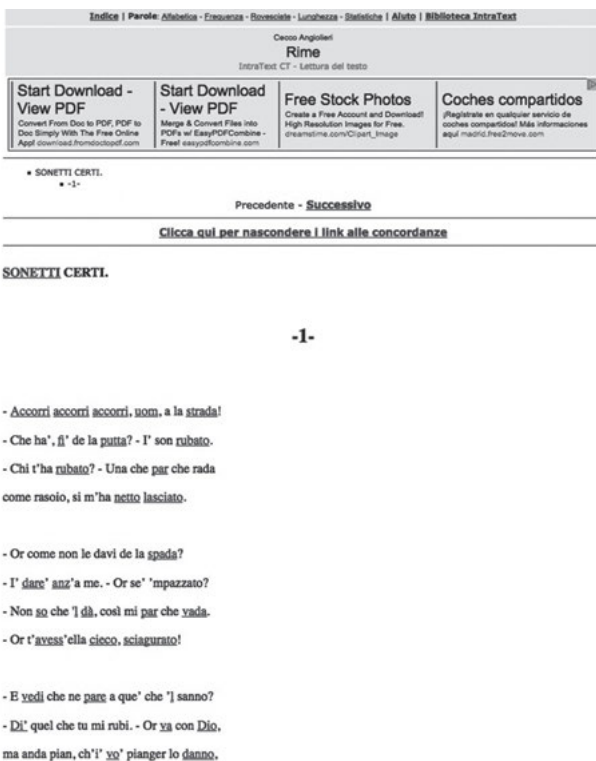 Indice | Parole: Alfabetica - Frequenza - Rovesciate - Lunghezza - Statistiche | Aiuto | Biblioteca IntraText
Cecco Angiolieri
Rime
IntraText CT - Lettura del testo
Start Download - View PDF
Convert From Doc to PDF, PDF to Doc Simply With The Free Online App! download.fromdoctopdf.com
Start Download - View PDF
Merge & Convert Files into PDFs w/ EasyPDFCombine - Free! easypdfcombine.com
Free Stock Photos
Create a Free Account and Download! High Resolution Images for Free. dreamstime.com/Clipart_Image
Coches compartidos
¡Regístrate en qualquier servicio de coches compartidos! Más informaciones aquí madrid.free2move.com
• SONETTI CERTI.
• -1-
Precedente - Successivo
Clicca qui per nascondere i link alle concordanze
SONETTI CERTI.
-1-
- Accorri accorri accorri, uom, a la strada!
- Che ha', fi' de la putta? - I' son rubato.
- Chi t'ha rubato? - Una che par che rada
come rasoio, sì m'ha netto lasciato.
- Or come non le davi de la spada?
- I' dare' anz'a me. - Or se' 'mpazzato?
- Non so che 'l dà, così mi par che vada.
- Or t'avess'ella cieco, sciagurato!
- E vedi che ne pare a que' che 'l sanno?
- Di' quel che tu mi rubi. - Or va con Dio,
ma anda pian, ch'i' vo' pianger lo danno,